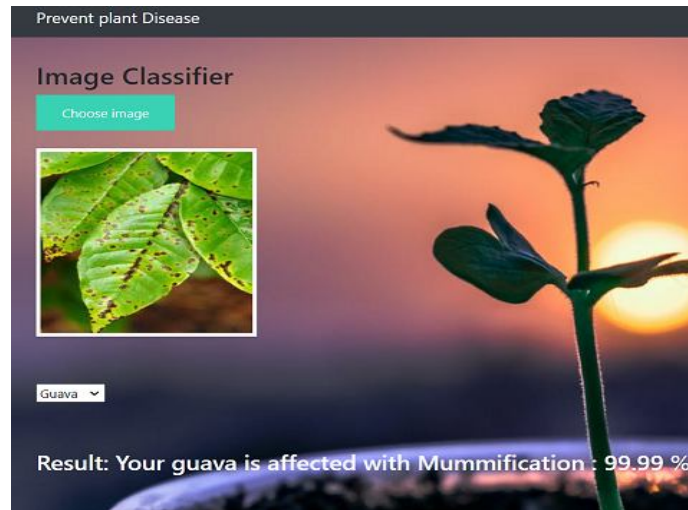 Prevent plant Disease
Image Classifier
Choose image
Guava
Result: Your guava is affected with Mummification : 99.99 %